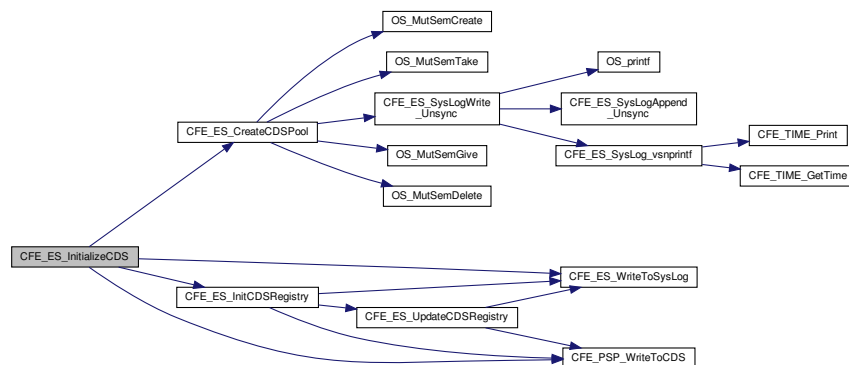 OS_MutSemCreate
OS_MutSemTake
OS_printf
CFE_ES_SysLogWrite
_Unsync
CFE_ES_SysLogAppend
_Unsync
CFE_ES_CreateCDSPool
CFE_TIME_Print
OS_MutSemGive
CFE_ES_SysLog_vsnprintf
CFE_TIME_GetTime
OS_MutSemDelete
CFE_ES_InitializeCDS
CFE_ES_WriteToSysLog
CFE_ES_InitCDSRegistry
CFE_ES_UpdateCDSRegistry
CFE_PSP_WriteToCDS